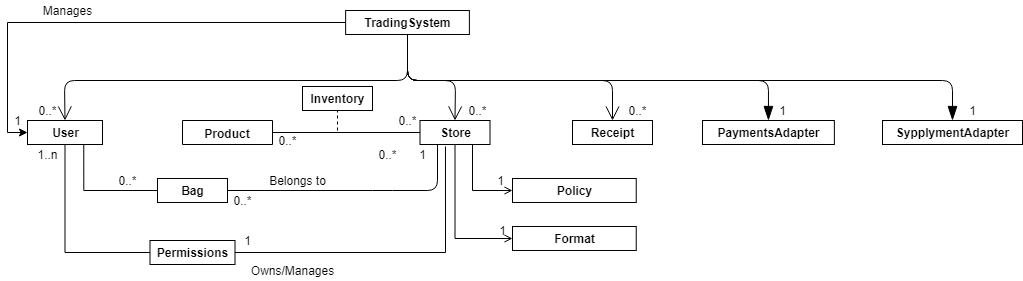 Manages
TradingSystem
Inventory
0..*
0..*
0..*
0..*
1
1
1
User
Product
0..*
0..*
Store
Receipt
PaymentsAdapter
SypplymentAdapter
1..n
0..*
1
0..*
Bag
Belongs to
0..*
1
Policy
1
1
Format
Permissions
Owns/Manages